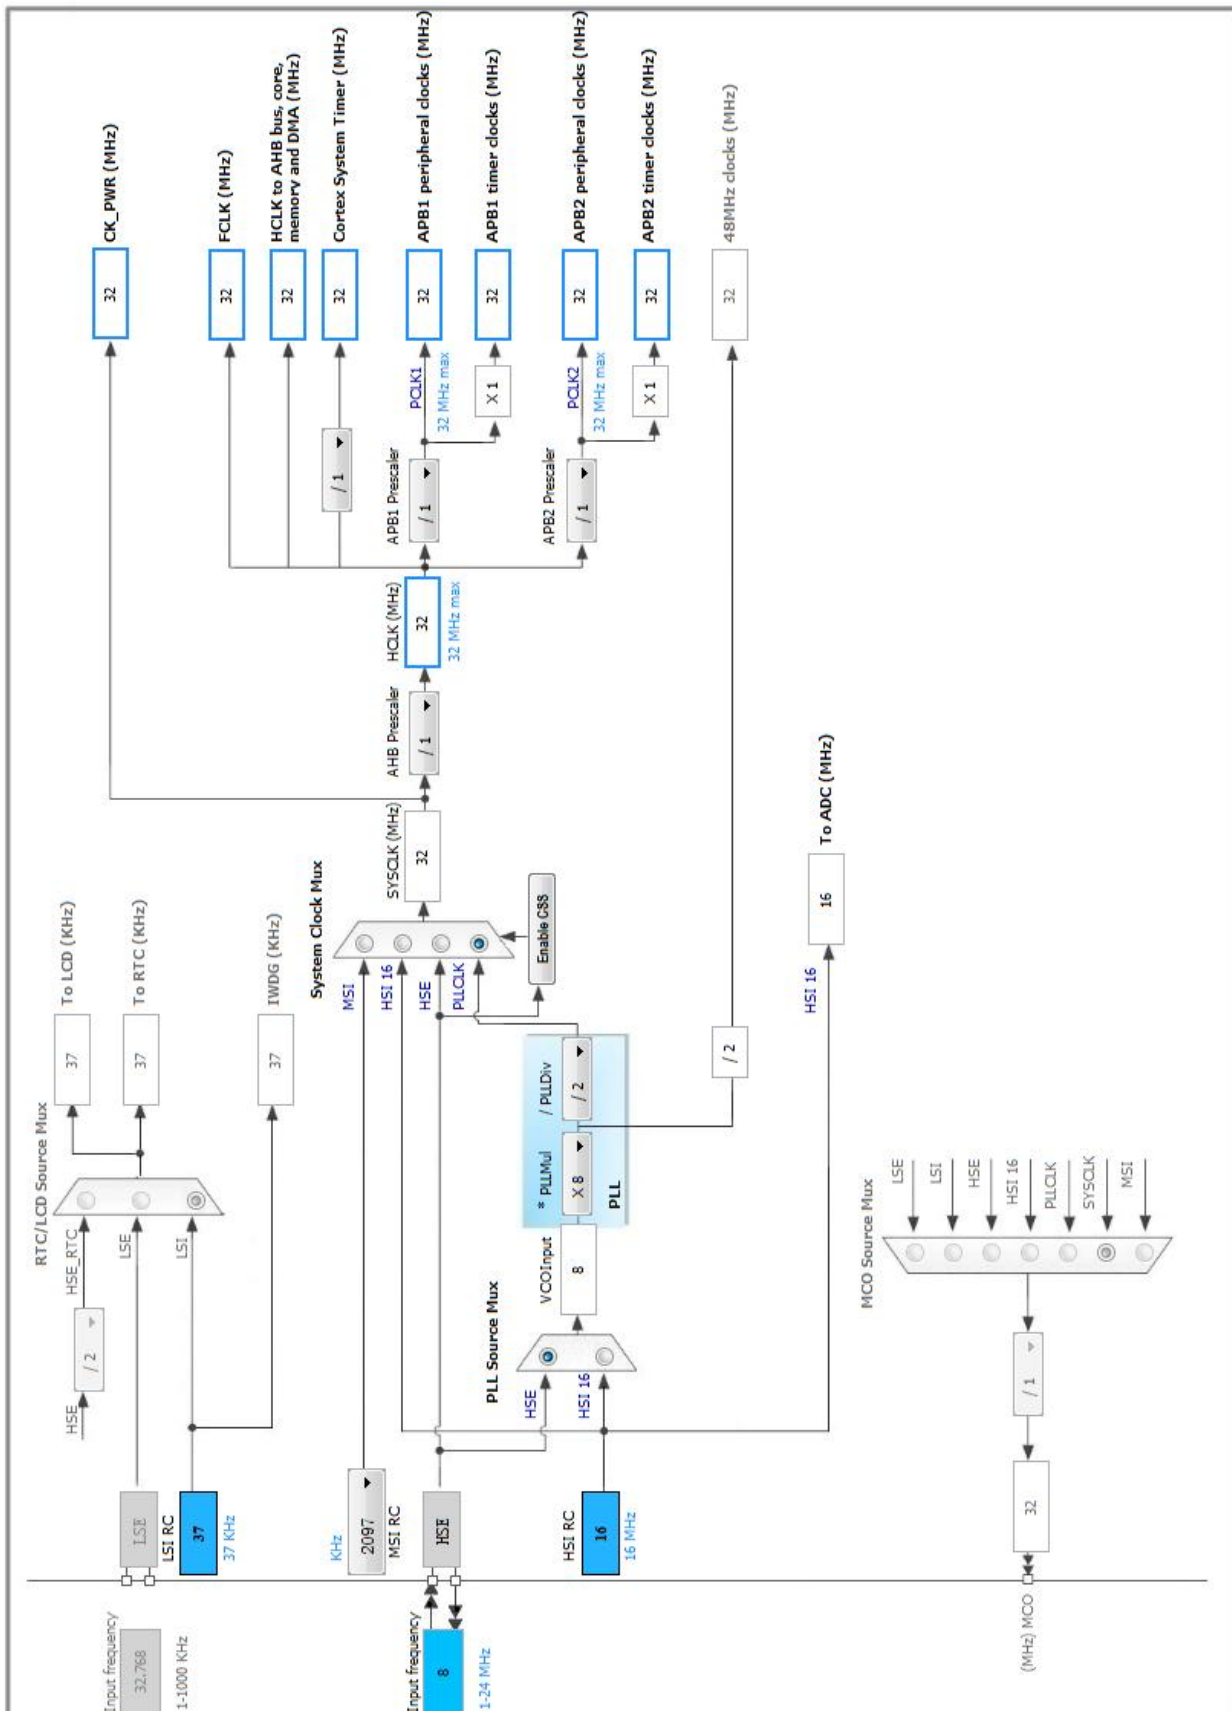 RTC/LCD Source Mux
HSE
/ 2
HSE_RTC
LSE
LSI
37
To LCD (KHz)
37
To RTC (KHz)
37
IWDG (KHz)
Input frequency
32.768
1-1000 KHz
LSE
LSI RC
37
37 KHz
KHz
2097
MSI RC
Input frequency
8
1-24 MHz
HSE
HSI RC
16
16 MHz
PLL Source Mux
HSE
HSI 16
VCOInput
8
* PLLMul
X 8
/ PLLDiv
/ 2
PLL
System Clock Mux
MSI
HSI 16
HSE
PLLCLK
Enable CSS
SYSCLK (MHz)
32
AHB Prescaler
/ 1
HCLK (MHz)
32
32 MHz max
32
CK_PWR (MHz)
32
FCLK (MHz)
32
HCLK to AHB bus, core,
memory and DMA (MHz)
/ 1
32
Cortex System Timer (MHz)
APB1 Prescaler
/ 1
PCLK1
32 MHz max
32
APB1 peripheral clocks (MHz)
X 1
32
APB1 timer clocks (MHz)
APB2 Prescaler
/ 1
PCLK2
32 MHz max
32
APB2 peripheral clocks (MHz)
X 1
32
APB2 timer clocks (MHz)
/ 2
32
48MHz clocks (MHz)
HSI 16
16
To ADC (MHz)
MCO Source Mux
LSE
LSI
HSE
HSI 16
PLLCLK
SYSCLK
MSI
/ 1
32
(MHz) MCO